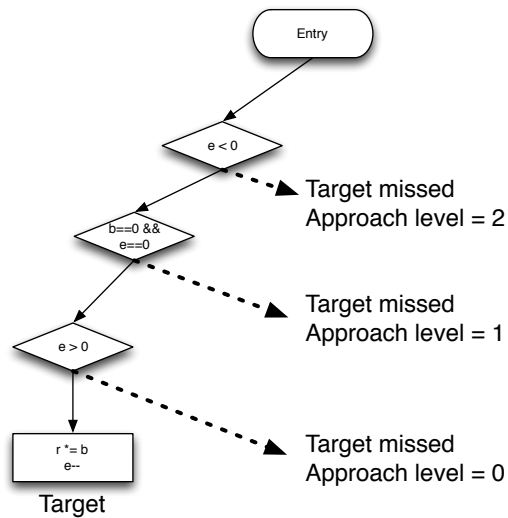 Entry
e < 0
Target missed
Approach level = 2
b==0 &&
e==0
Target missed
Approach level = 1
e > 0
r *= b
e--
Target missed
Approach level = 0
Target